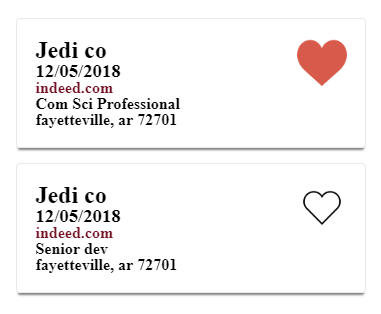 Jedi co
12/05/2018
indeed.com
Com Sci Professional
fayetteville, ar 72701
Jedi co
12/05/2018
indeed.com
Senior dev
fayetteville, ar 72701